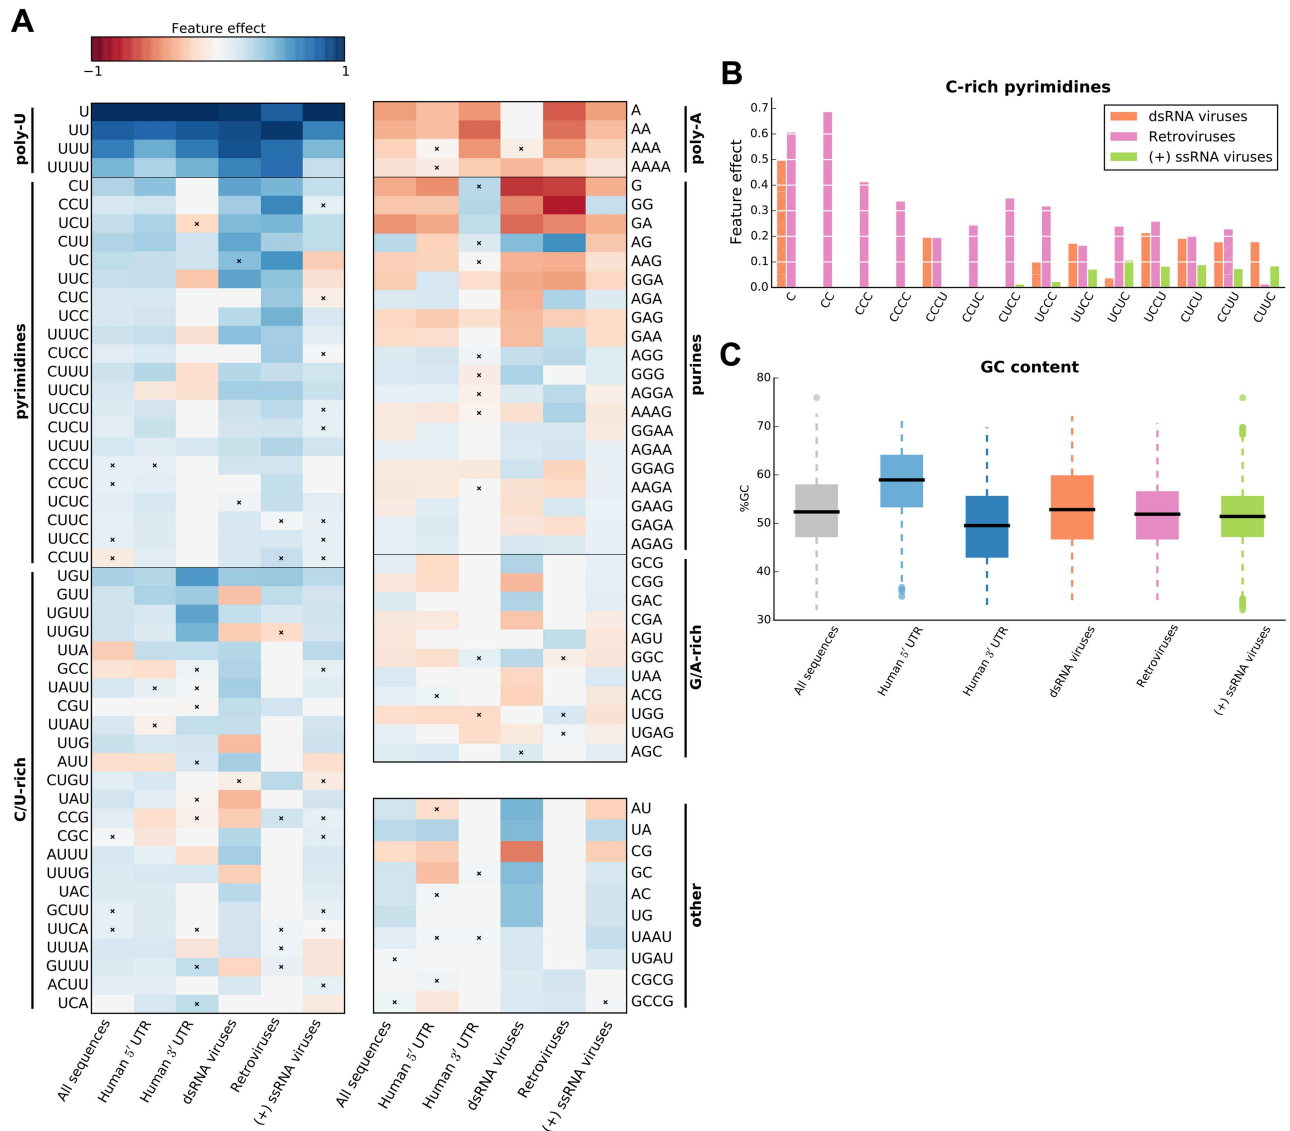 A
Feature effect
−1
1
poly-U
U
UU
UUU
UUUU
pyrimidines
CU
CCU
UCU
CUU
UC
UUC
CUC
UCC
UUUC
CUCC
CUUU
UUCU
UCCU
CUCU
UCUU
CCCU
CCUC
UCUC
CUUC
UUCC
CCUU
C/U-rich
UGU
GUU
UGUU
UUGU
UUA
GCC
UAUU
CGU
UUAU
UUG
AUU
CUGU
UAU
CCG
CGC
AUUU
UUUG
UAC
GCUU
UUCA
UUUA
GUUU
ACUU
UCA
All sequences
Human 5′ UTR
Human 3′ UTR
dsRNA viruses
Retroviruses
(+) ssRNA viruses
poly-A
A
AA
AAA
AAAA
purines
G
GG
GA
AG
AAG
GGA
AGA
GAG
GAA
AGG
GGG
AGGA
AAAG
GGAA
AGAA
GGAG
AAGA
GAAG
GAGA
AGAG
G/A-rich
GCG
CGG
GAC
CGA
AGU
GGC
UAA
ACG
UGG
UGAG
AGC
other
AU
UA
CG
GC
AC
UG
UAAU
UGAU
CGCG
GCCG
All sequences
Human 5′ UTR
Human 3′ UTR
dsRNA viruses
Retroviruses
(+) ssRNA viruses
B
C-rich pyrimidines
Feature effect
0.7
0.6
0.5
0.4
0.3
0.2
0.1
0.0
dsRNA viruses
Retroviruses
(+) ssRNA viruses
C
CC
CCC
CCCC
CCCU
CCUC
CUCC
UCCC
UUCC
UCUC
UCCU
CUCU
CCUU
CUUC
C
GC content
%GC
80
70
60
50
40
30
All sequences
Human 5′ UTR
Human 3′ UTR
dsRNA viruses
Retroviruses
(+) ssRNA viruses